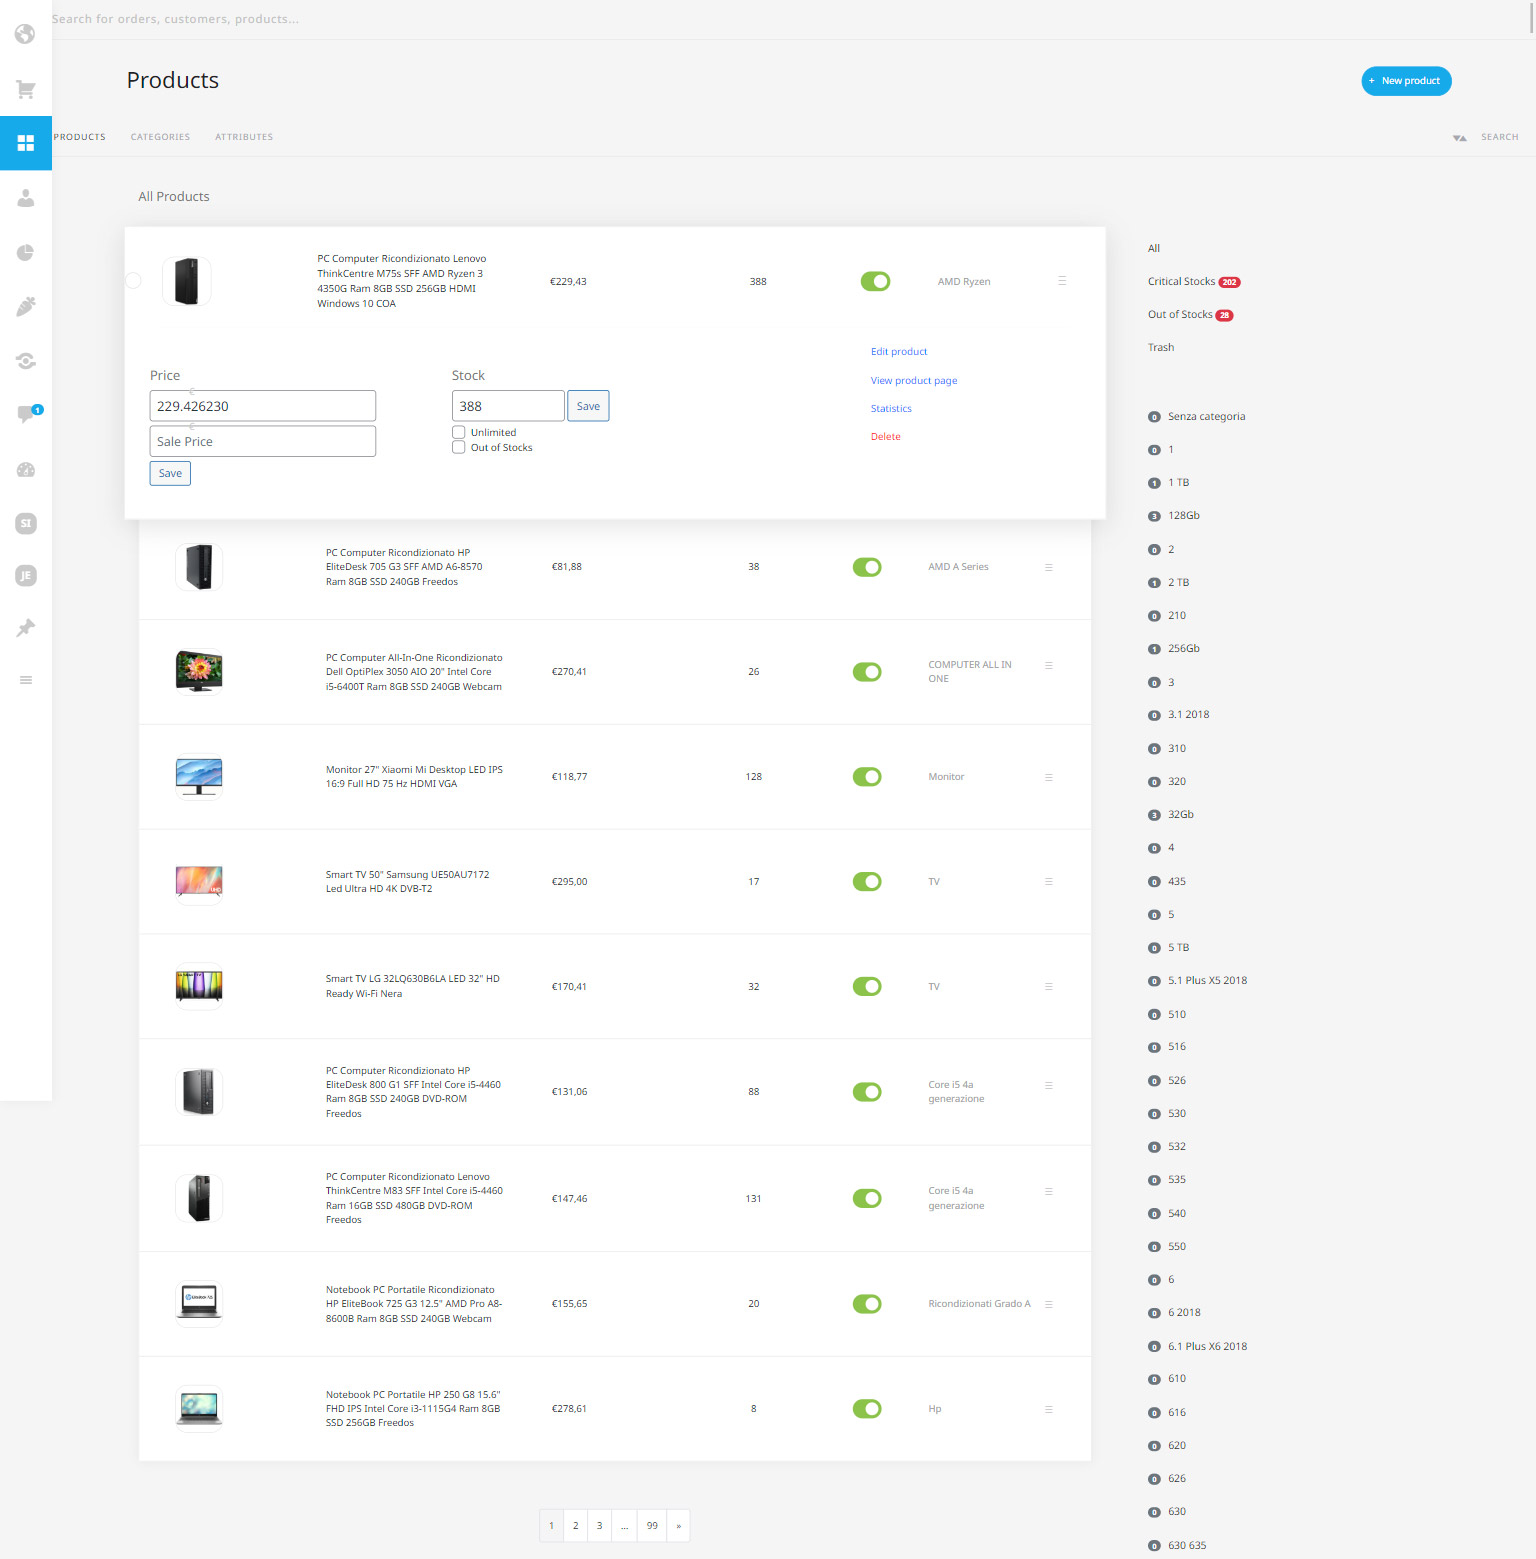 Search for orders, customers, products...
Products
+ New product
PRODUCTS CATEGORIES ATTRIBUTES
SEARCH
All Products
PC Computer Ricondizionato Lenovo
ThinkCentre M75s SFF AMD Ryzen 3
4350G Ram 8GB SSD 256GB HDMI
Windows 10 COA
€229,43
388
AMD Ryzen
Price
€
229.426230
€
Sale Price
Save
Stock
388
Save
Unlimited
Out of Stocks
Edit product
View product page
Statistics
Delete
PC Computer Ricondizionato HP
EliteDesk 705 G3 SFF AMD A6-8570
Ram 8GB SSD 240GB Freedos
€81,88
38
AMD A Series
PC Computer All-In-One Ricondizionato
Dell OptiPlex 3050 AIO 20" Intel Core
i5-6400T Ram 8GB SSD 240GB Webcam
€270,41
26
COMPUTER ALL IN
ONE
Monitor 27" Xiaomi Mi Desktop LED IPS
16:9 Full HD 75 Hz HDMI VGA
€118,77
128
Monitor
Smart TV 50" Samsung UE50AU7172
Led Ultra HD 4K DVB-T2
€295,00
17
TV
Smart TV LG 32LQ630B6LA LED 32" HD
Ready Wi-Fi Nera
€170,41
32
TV
PC Computer Ricondizionato HP
EliteDesk 800 G1 SFF Intel Core i5-4460
Ram 8GB SSD 240GB DVD-ROM
Freedos
€131,06
88
Core i5 4a
generazione
PC Computer Ricondizionato Lenovo
ThinkCentre M83 SFF Intel Core i5-4460
Ram 16GB SSD 480GB DVD-ROM
Freedos
€147,46
131
Core i5 4a
generazione
Notebook PC Portatile Ricondizionato
HP EliteBook 725 G3 12.5" AMD Pro A8-
8600B Ram 8GB SSD 240GB Webcam
€155,65
20
Ricondizionati Grado A
Notebook PC Portatile HP 250 G8 15.6"
FHD IPS Intel Core i3-1115G4 Ram 8GB
SSD 256GB Freedos
€278,61
8
Hp
1 2 3 ... 99 »
All
Critical Stocks 202
Out of Stocks 28
Trash
0 Senza categoria
0 1
1 1 TB
3 128Gb
0 2
1 2 TB
0 210
1 256Gb
0 3
0 3.1 2018
0 310
0 320
3 32Gb
0 4
0 435
0 5
0 5 TB
0 5.1 Plus X5 2018
0 510
0 516
0 526
0 530
0 532
0 535
0 540
0 550
0 6
0 6 2018
0 6.1 Plus X6 2018
0 610
0 616
0 620
0 626
0 630
0 630 635
1
SI
JE